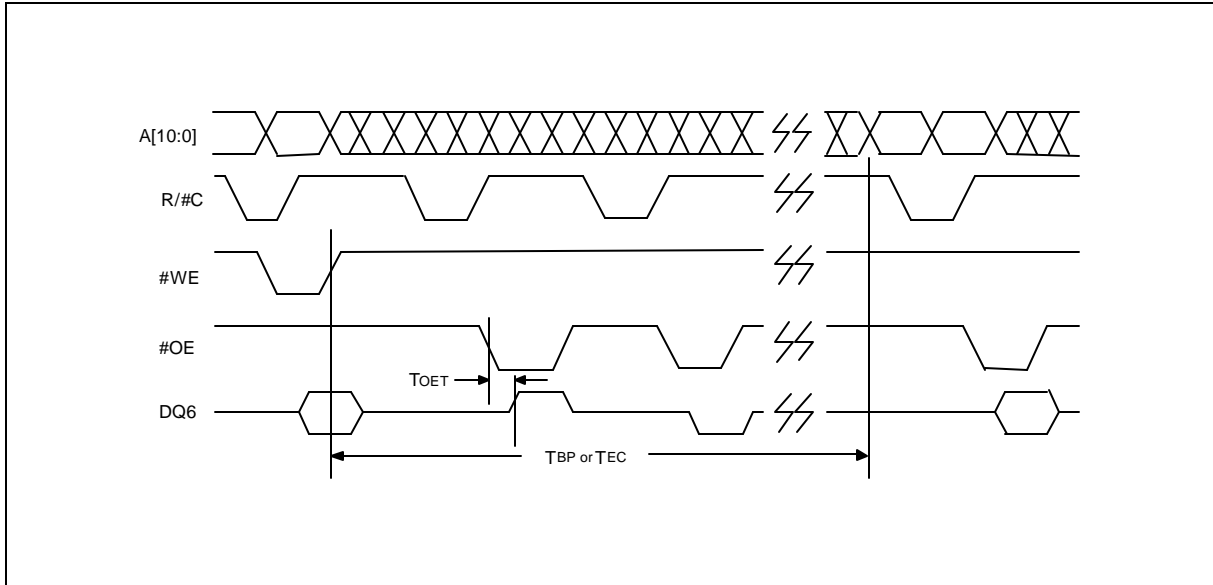 A[10:0]
R/#C
#WE
#OE
TOET
DQ6
TBP or TEC